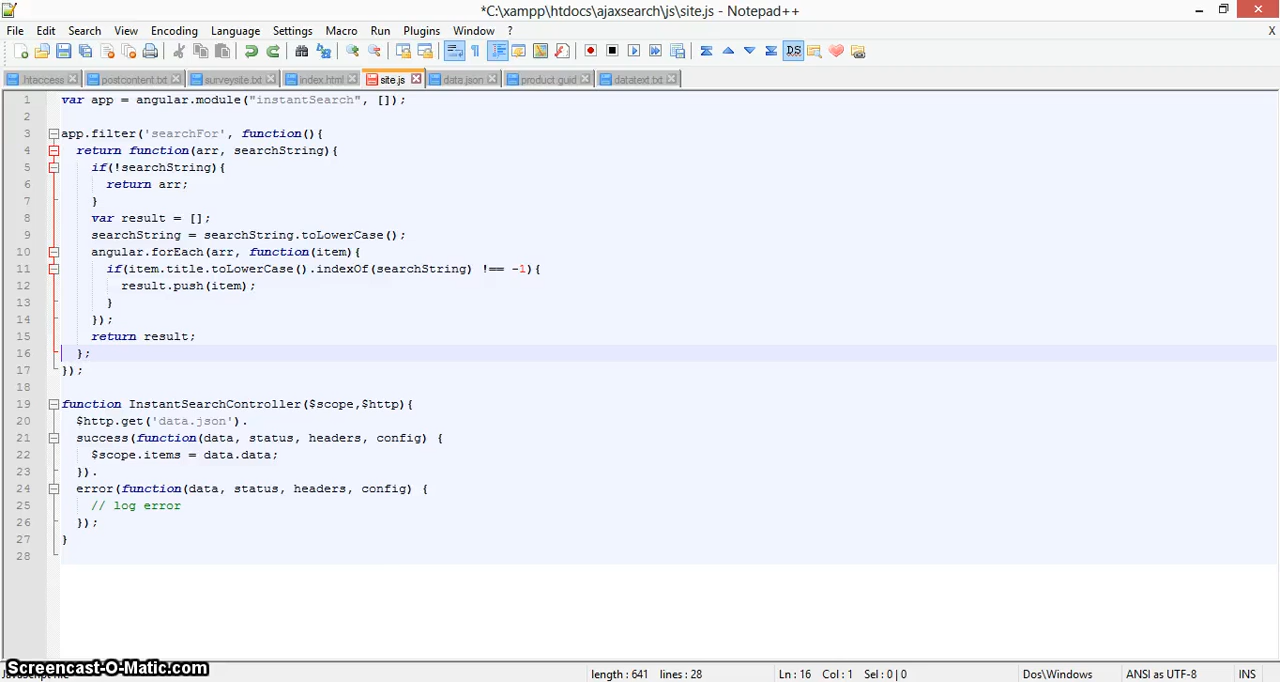 *C:\xampp\htdocs\ajaxsearch\js\site.js - Notepad++
File Edit Search View Encoding Language Settings Macro Run Plugins Window ? X
.htaccess postcontent.txt surveysite.txt index.html site.js data.json product guid datatext.txt
1 var app = angular.module("instantSearch", []);
2
3 app.filter('searchFor', function(){
4 return function(arr, searchString){
5 if(!searchString){
6 return arr;
7 }
8 var result = [];
9 searchString = searchString.toLowerCase();
10 angular.forEach(arr, function(item){
11 if(item.title.toLowerCase().indexOf(searchString) !== -1){
12 result.push(item);
13 }
14 });
15 return result;
16 };
17 });
18
19 function InstantSearchController($scope,$http){
20 $http.get('data.json').
21 success(function(data, status, headers, config) {
22 $scope.items = data.data;
23 }).
24 error(function(data, status, headers, config) {
25 // log error
26 });
27 }
28
Screencast-O-Matic.com
length : 641 lines : 28 Ln : 16 Col : 1 Sel : 0 | 0 Dos\Windows ANSI as UTF-8 INS